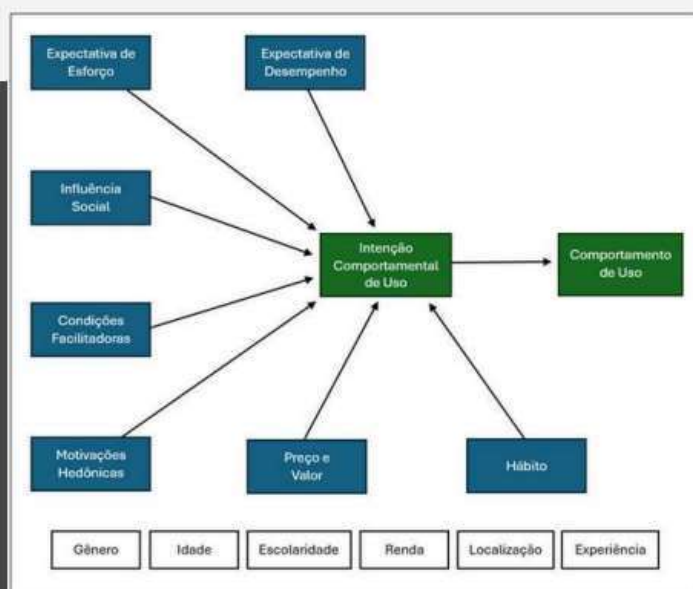 Expectativa de
Esforço
Expectativa de
Desempenho
Influência
Social
Intenção
Comportamental
de Uso
Comportamento
de Uso
Condições
Facilitadoras
Motivações
Hedônicas
Preço e
Valor
Hábito
Gênero
Idade
Escolaridade
Renda
Localização
Experiência